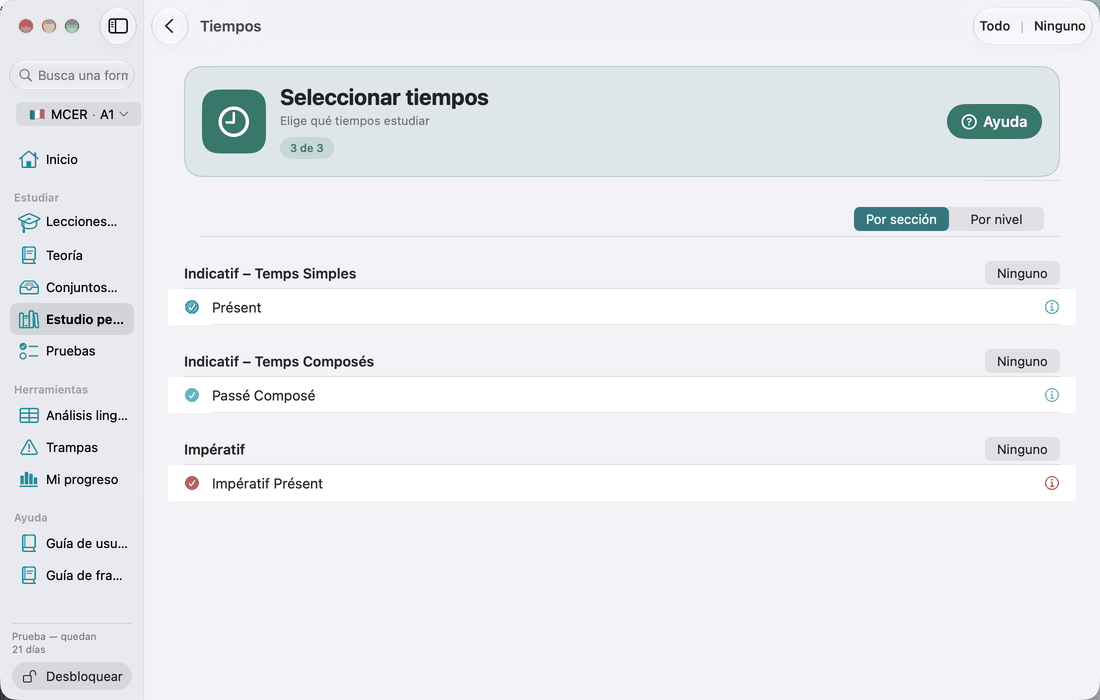 Tiempos
Todo | Ninguno
Busca una forn
MCER · A1
Inicio
Estudiar
Lecciones...
Teoría
Conjuntos...
Estudio pe...
Pruebas
Herramientas
Análisis ling...
Trampas
Mi progreso
Ayuda
Guía de usu...
Guía de fra...
Prueba — quedan
21 días
Desbloquear
Seleccionar tiempos
Elige qué tiempos estudiar
3 de 3
Ayuda
Por sección
Por nivel
Indicatif – Temps Simples
Ninguno
Présent
Indicatif – Temps Composés
Ninguno
Passé Composé
Impératif
Ninguno
Impératif Présent